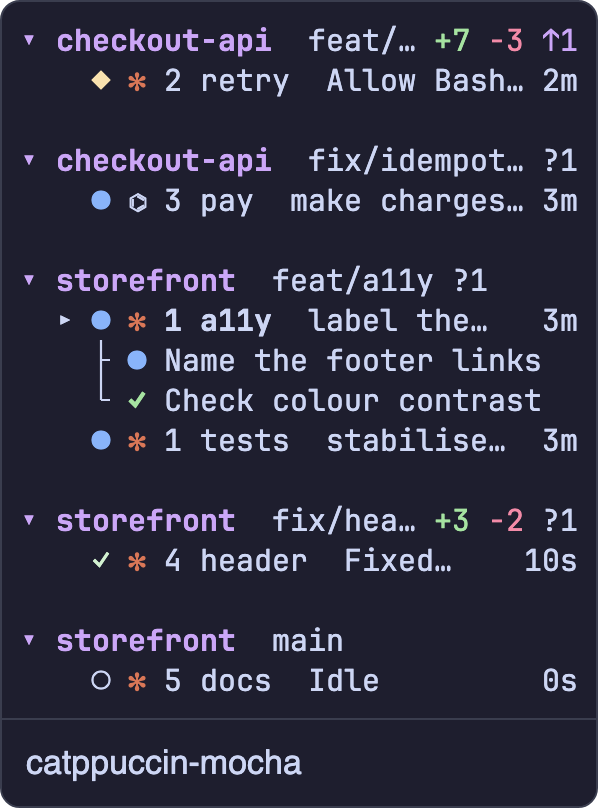 ▾ checkout-api feat/… +7 -3 ↑1
◆ ✻ 2 retry Allow Bash… 2m
▾ checkout-api fix/idempot… ?1
● ⌬ 3 pay make charges… 3m
▾ storefront feat/a11y ?1
▸ ● ✻ 1 a11y label the… 3m
├ ● Name the footer links
└ ✓ Check colour contrast
● ✻ 1 tests stabilise… 3m
▾ storefront fix/hea… +3 -2 ?1
✓ ✻ 4 header Fixed… 10s
▾ storefront main
○ ✻ 5 docs Idle 0s
catppuccin-mocha